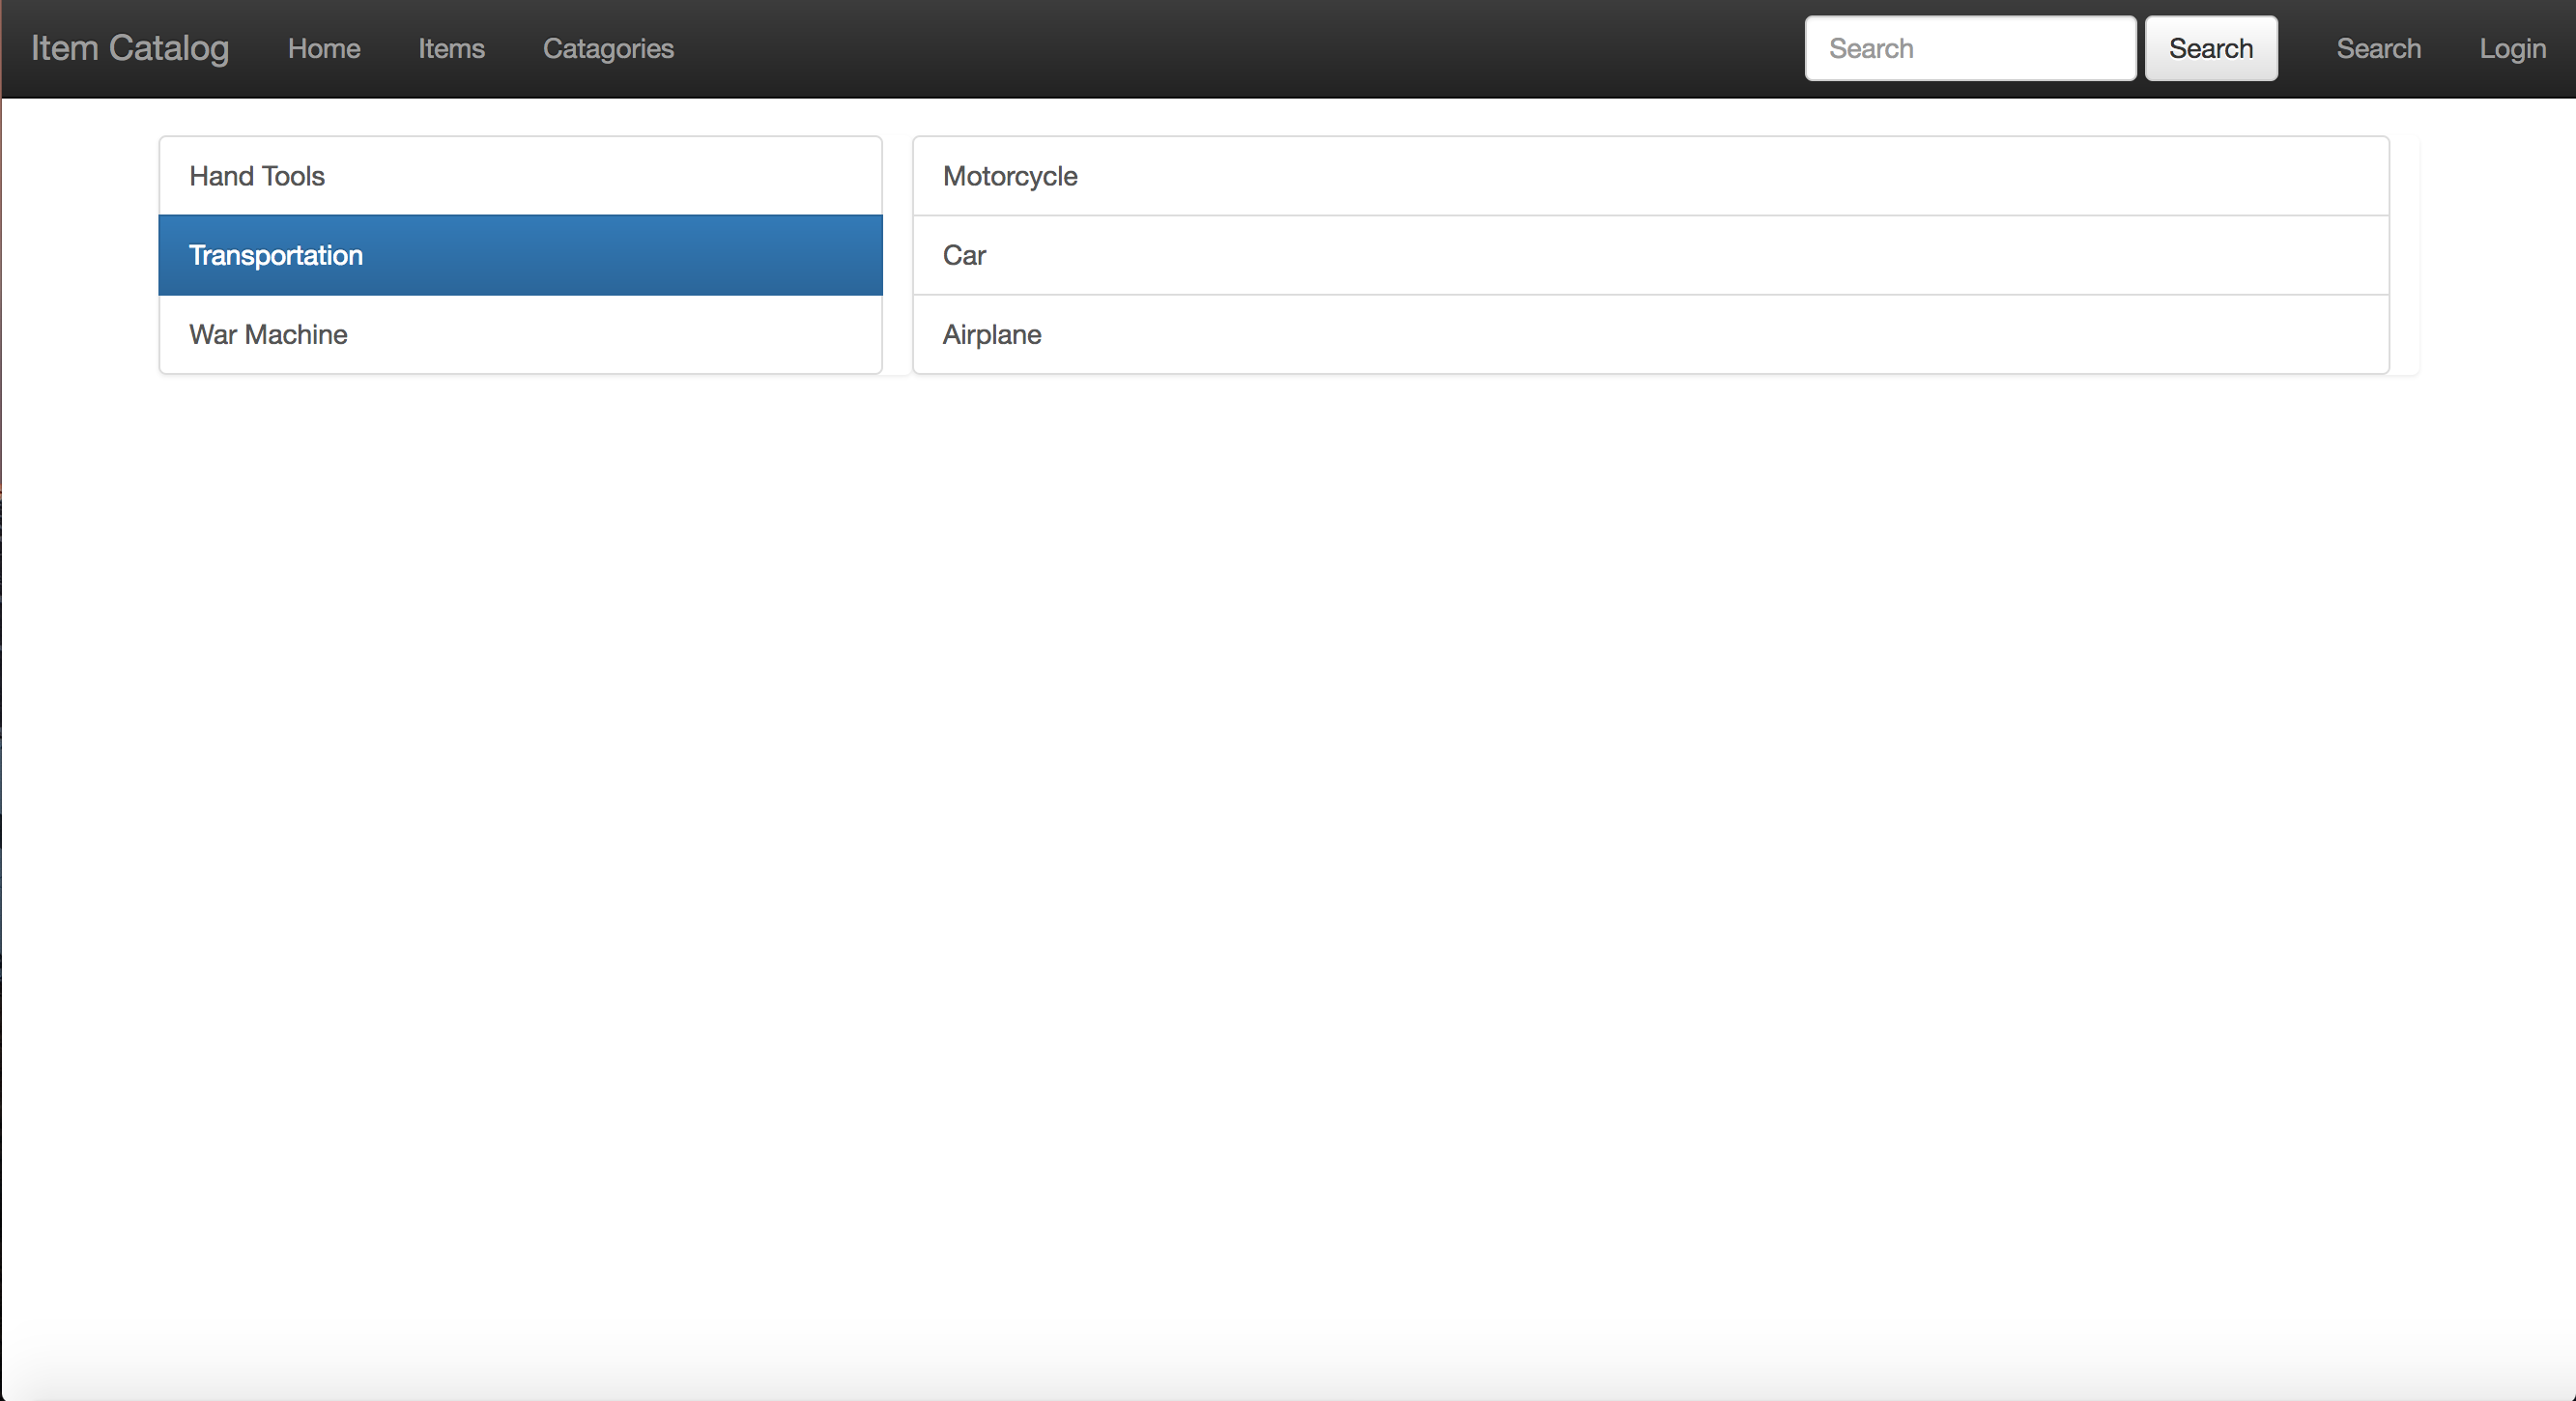 Item Catalog Home Items Catagories Search Search Search Login
Hand Tools
Transportation
War Machine
Motorcycle
Car
Airplane